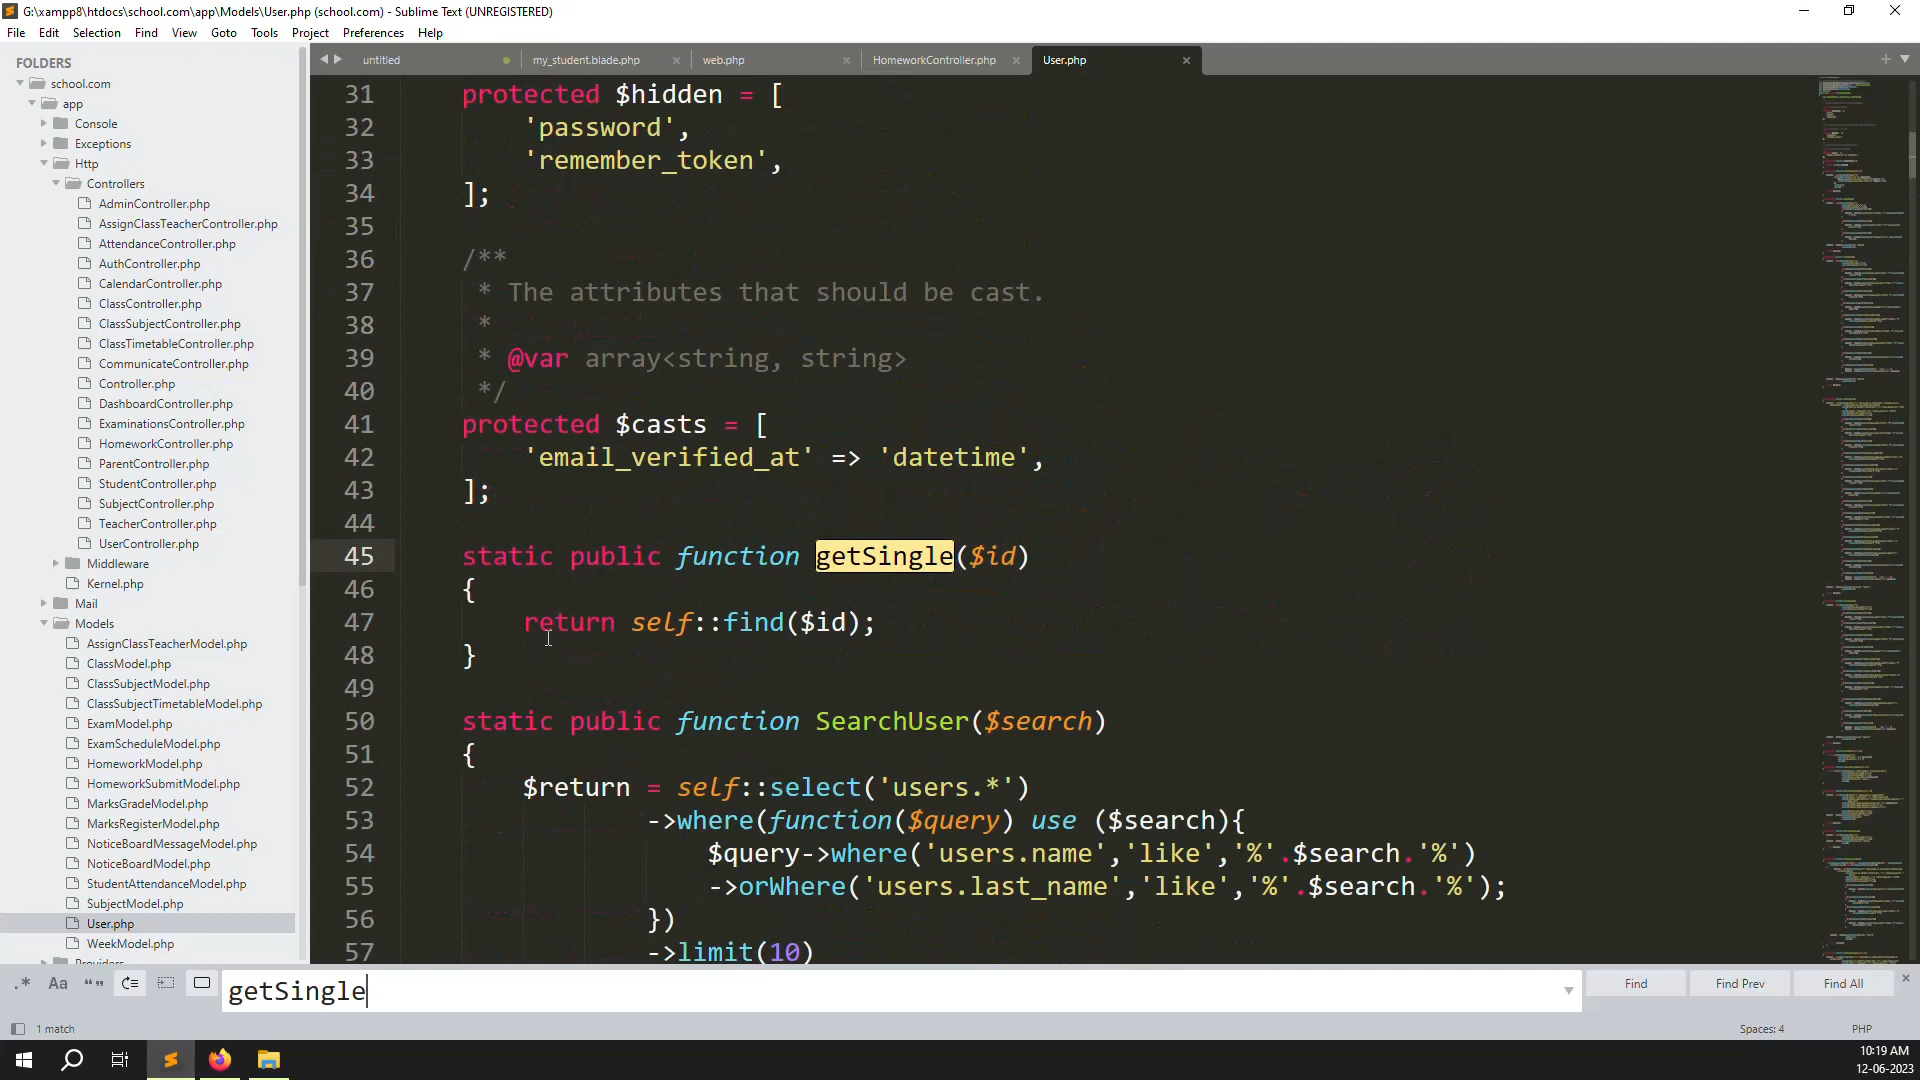 G:\xampp8\htdocs\school.com\app\Models\User.php (school.com) - Sublime Text (UNREGISTERED)
File Edit Selection Find View Goto Tools Project Preferences Help
FOLDERS
school.com
app
Console
Exceptions
Http
Controllers
AdminController.php
AssignClassTeacherController.php
AttendanceController.php
AuthController.php
CalendarController.php
ClassController.php
ClassSubjectController.php
ClassTimetableController.php
CommunicateController.php
Controller.php
DashboardController.php
ExaminationsController.php
HomeworkController.php
ParentController.php
StudentController.php
SubjectController.php
TeacherController.php
UserController.php
Middleware
Kernel.php
Mail
Models
AssignClassTeacherModel.php
ClassModel.php
ClassSubjectModel.php
ClassSubjectTimetableModel.php
ExamModel.php
ExamScheduleModel.php
HomeworkModel.php
HomeworkSubmitModel.php
MarksGradeModel.php
MarksRegisterModel.php
NoticeBoardMessageModel.php
NoticeBoardModel.php
StudentAttendanceModel.php
SubjectModel.php
User.php
WeekModel.php
Providers
untitled my_student.blade.php web.php HomeworkController.php User.php
31 protected $hidden = [
32 'password',
33 'remember_token',
34 ];
35
36 /**
37 * The attributes that should be cast.
38 *
39 * @var array<string, string>
40 */
41 protected $casts = [
42 'email_verified_at' => 'datetime',
43 ];
44
45 static public function getSingle($id)
46 {
47 return self::find($id);
48 }
49
50 static public function SearchUser($search)
51 {
52 $return = self::select('users.*')
53 ->where(function($query) use ($search){
54 $query->where('users.name','like','%'.$search.'%')
55 ->orWhere('users.last_name','like','%'.$search.'%');
56 })
57 ->limit(10)
.* Aa “” getSingle Find Find Prev Find All
1 match Spaces: 4 PHP
10:19 AM
12-06-2023